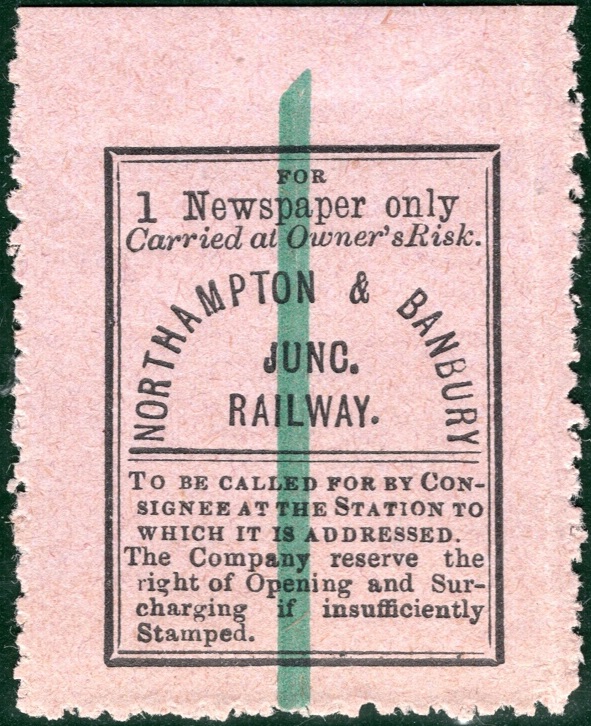 FOR
1 Newspaper only
Carried at Owner's Risk.
NORTHAMPTON & BANBURY
JUNC.
RAILWAY.
TO BE CALLED FOR BY CON-
SIGNEE AT THE STATION TO
WHICH IT IS ADDRESSED.
The Company reserve the
right of Opening and Sur-
charging if insufficiently
Stamped.